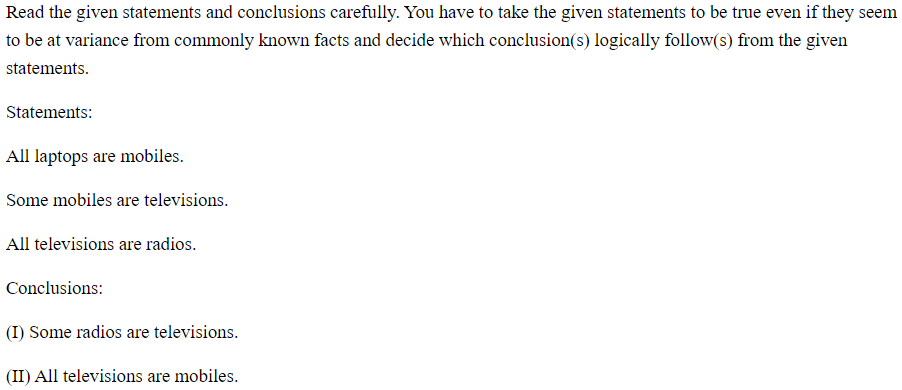 Read the given statements and conclusions carefully. You have to take the given statements to be true even if they seem
to be at variance from commonly known facts and decide which conclusion(s) logically follow(s) from the given
statements.
Statements:
All laptops are mobiles.
Some mobiles are televisions.
All televisions are radios.
Conclusions:
(I) Some radios are televisions.
(II) All televisions are mobiles.